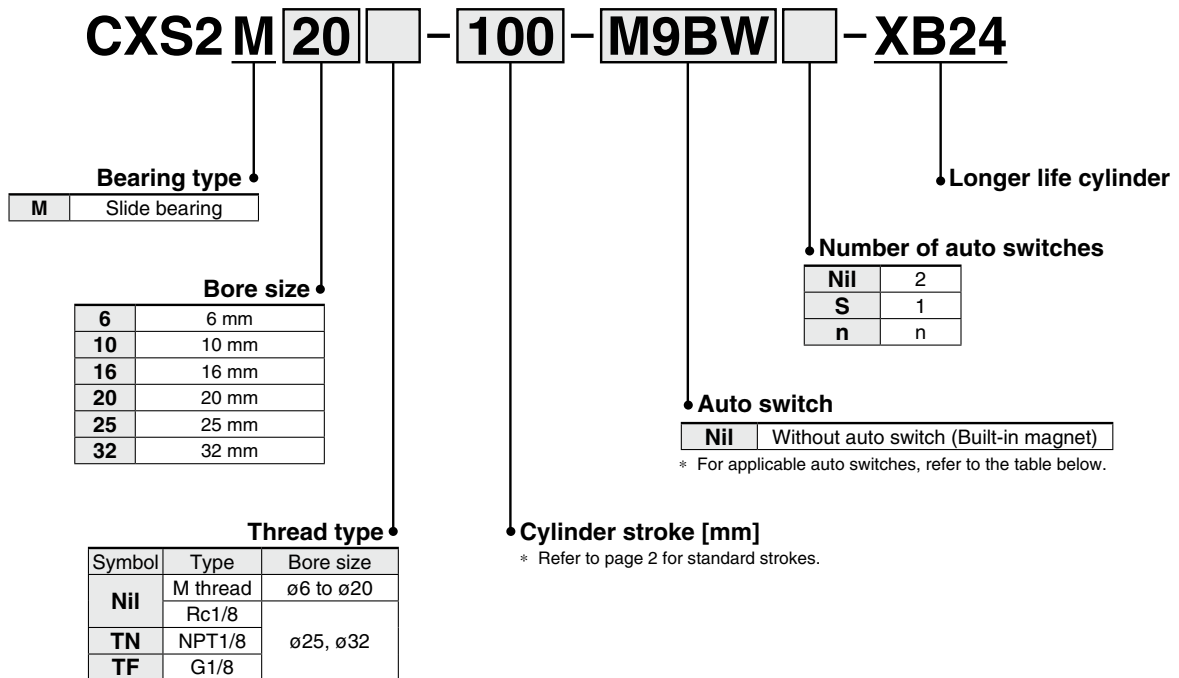 CXS2 M 20 - 100 - M9BW - XB24
Bearing type
M Slide bearing
Longer life cylinder
Number of auto switches
Nil 2
S 1
n n
Bore size
6 6 mm
10 10 mm
16 16 mm
20 20 mm
25 25 mm
32 32 mm
Auto switch
Nil Without auto switch (Built-in magnet)
* For applicable auto switches, refer to the table below.
Thread type
Symbol Type Bore size
Nil M thread ø6 to ø20
Rc1/8 ø25, ø32
TN NPT1/8
TF G1/8
Cylinder stroke [mm]
* Refer to page 2 for standard strokes.